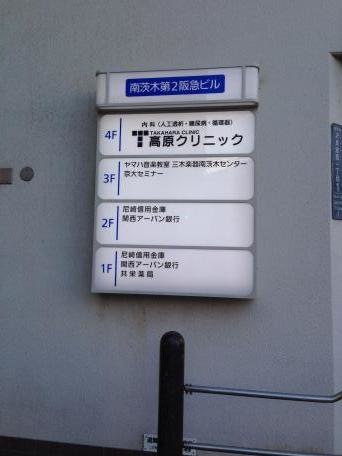 南茨木第2阪急ビル
4F
内科（人工透析・糖尿病・循環器）
TAKAHARA CLINIC
高原クリニック
3F
ヤマハ音楽教室 三木楽器南茨木センター
京大セミナー
2F
尼崎信用金庫
関西アーバン銀行
1F
尼崎信用金庫
関西アーバン銀行
共栄薬局